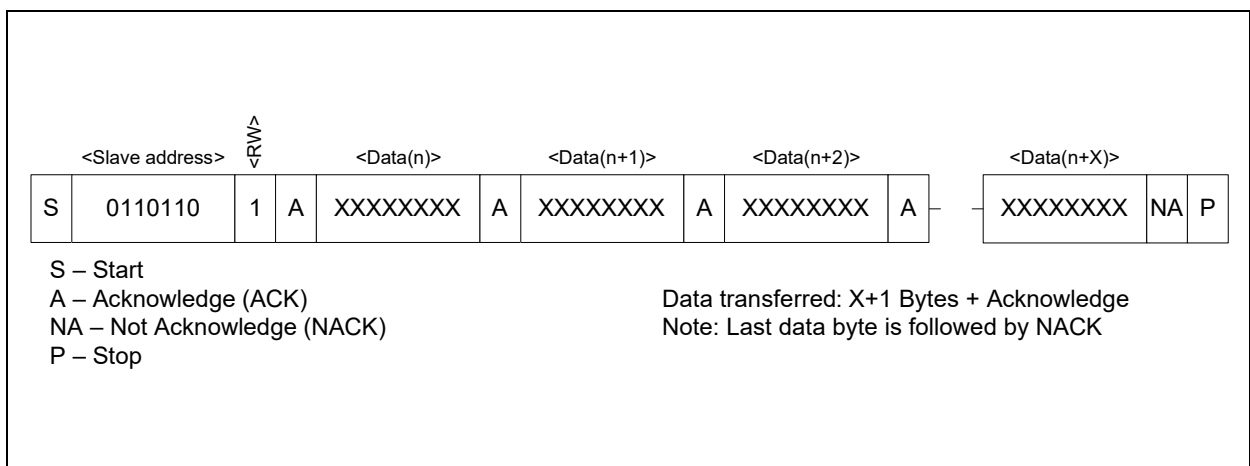 <Slave address> <RW> <Data(n)> <Data(n+1)> <Data(n+2)> <Data(n+X)>
S 0110110 1 A XXXXXXXX A XXXXXXXX A XXXXXXXX A XXXXXXXX NA P
S – Start
A – Acknowledge (ACK)
NA – Not Acknowledge (NACK)
P – Stop
Data transferred: X+1 Bytes + Acknowledge
Note: Last data byte is followed by NACK